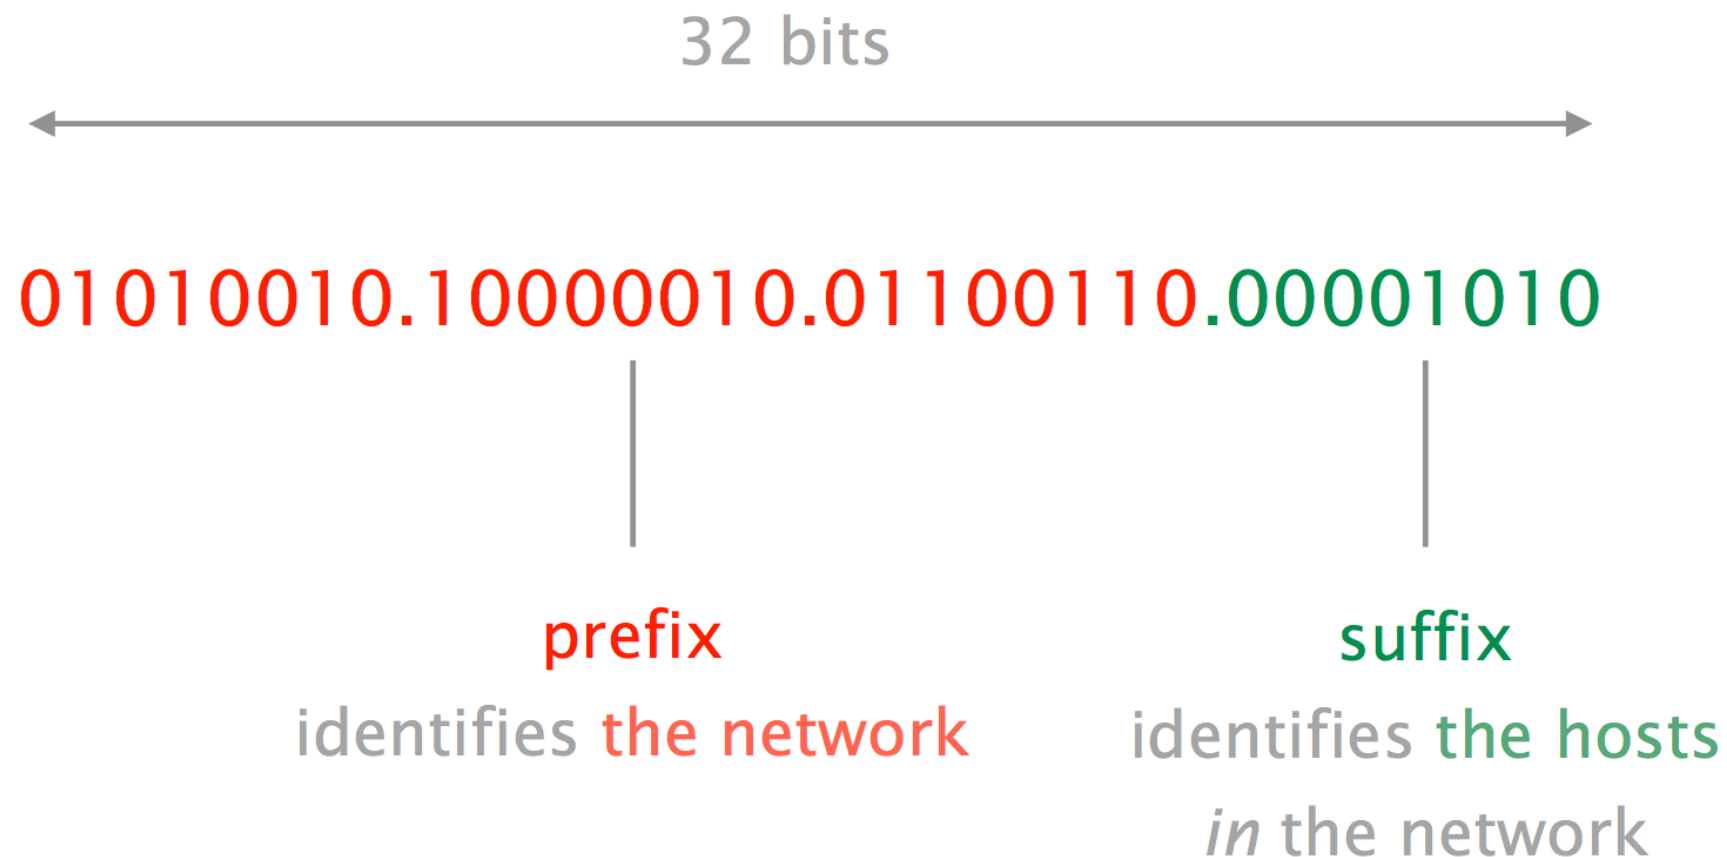 32 bits
01010010.10000010.01100110.00001010
prefix
identifies the network
suffix
identifies the hosts
in the network